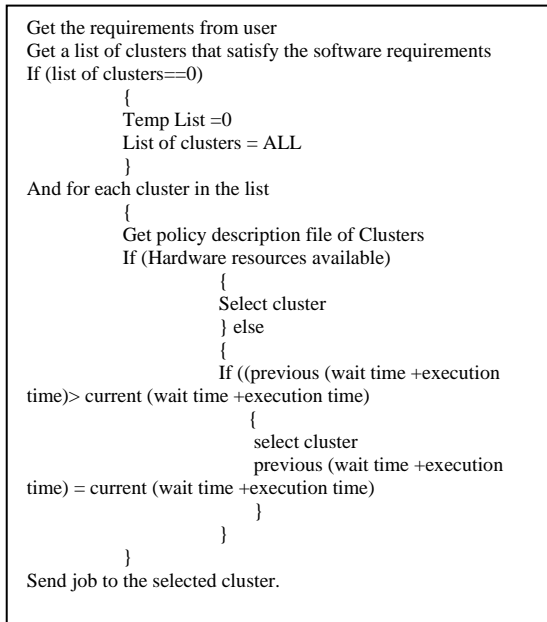 Get the requirements from user
Get a list of clusters that satisfy the software requirements
If (list of clusters==0)
{
Temp List =0
List of clusters = ALL
}
And for each cluster in the list
{
Get policy description file of Clusters
If (Hardware resources available)
{
Select cluster
} else
{
If ((previous (wait time +execution
time)> current (wait time +execution time)
{
select cluster
previous (wait time +execution
time) = current (wait time +execution time)
}
}
}
Send job to the selected cluster.